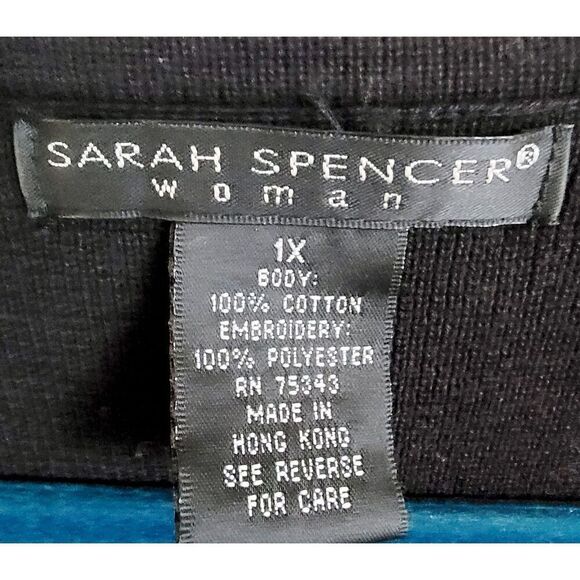 SARAH SPENCER®
woman
1X
BODY:
100% COTTON
EMBROIDERY:
100% POLYESTER
RN 75343
MADE IN
HONG KONG
SEE REVERSE
FOR CARE